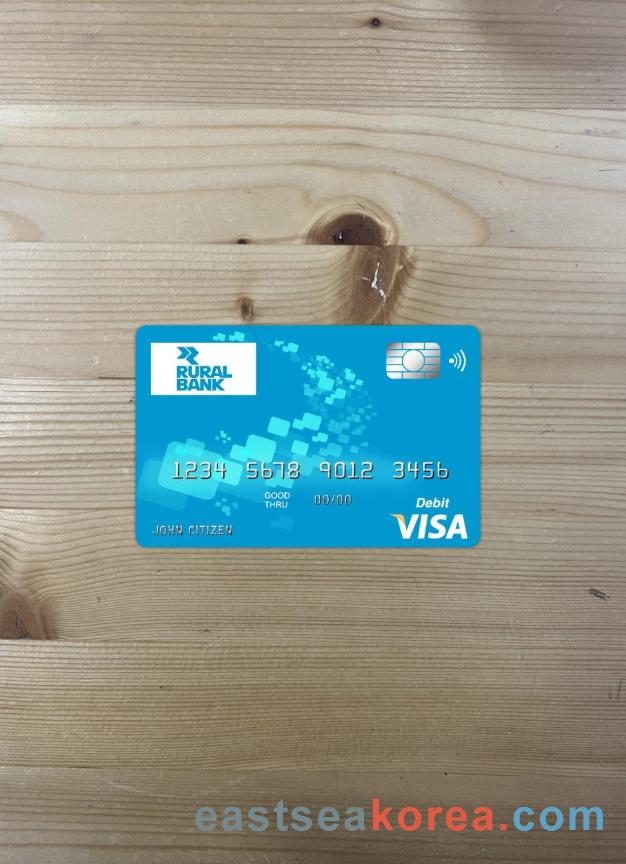 RURAL
BANK
1234 5678 9012 3456
GOOD
THRU
00/00
Debit
JOHN CITIZEN
VISA
eastseakorea.com